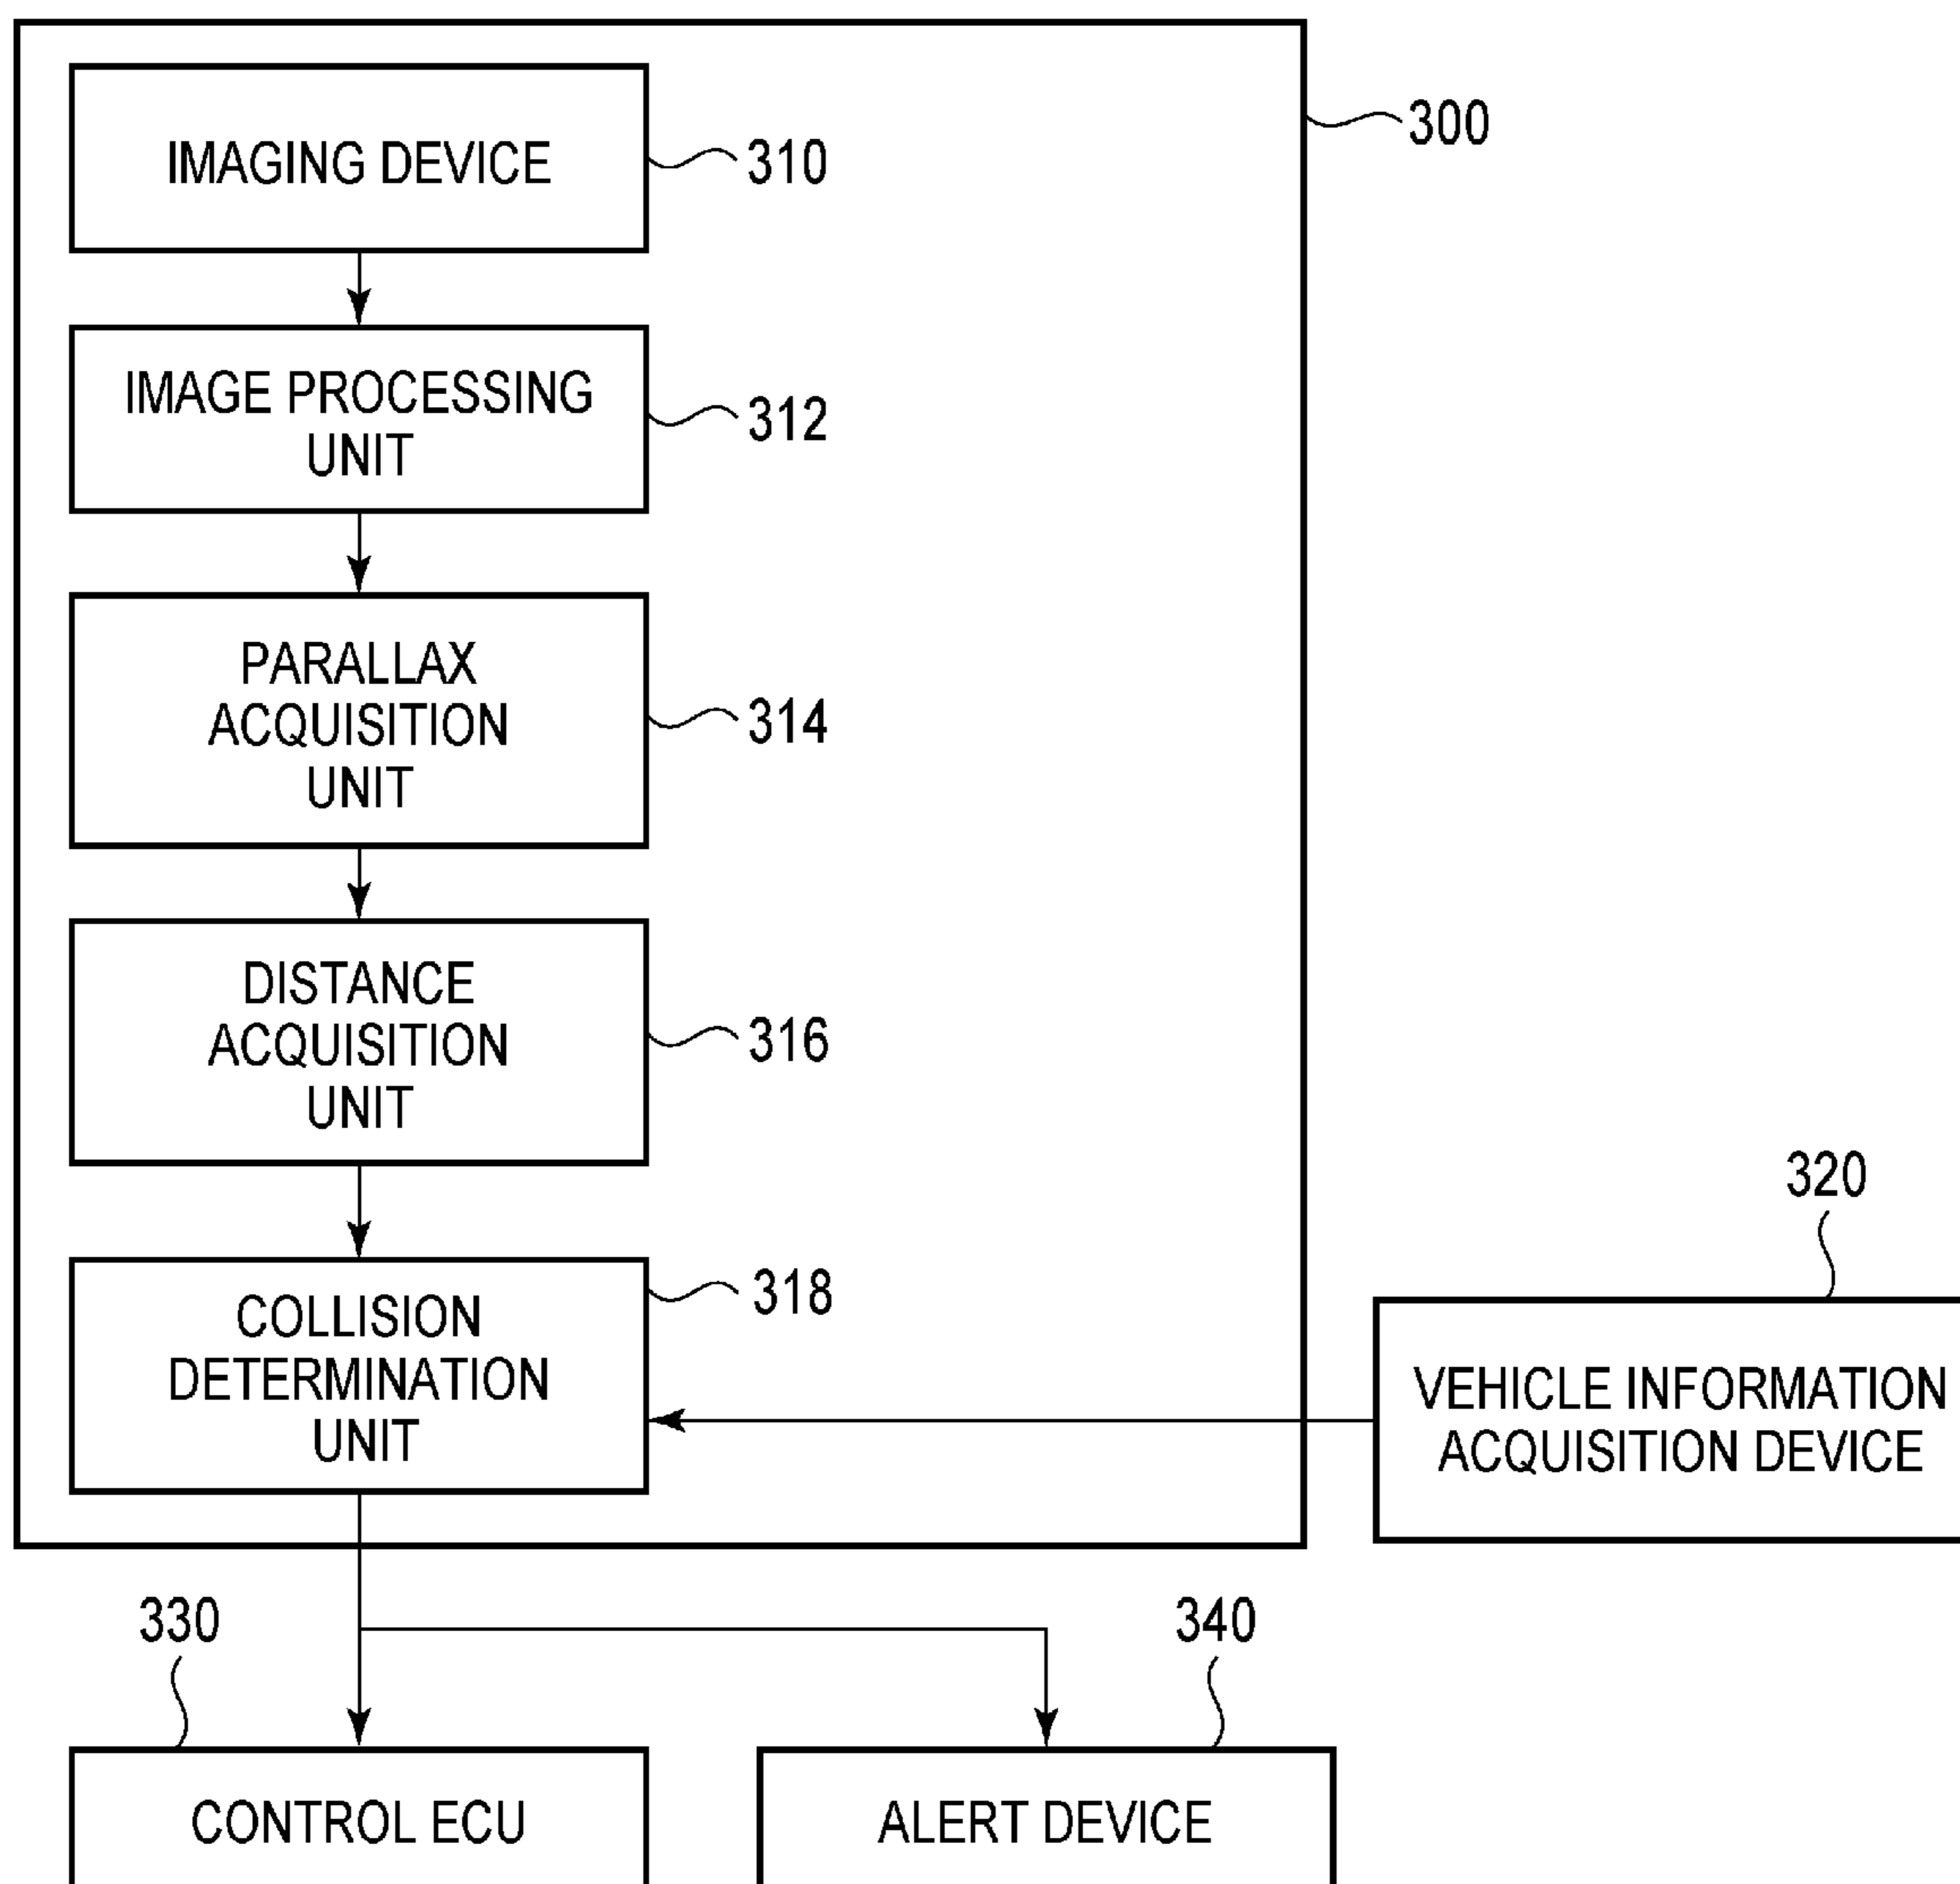 300
IMAGING DEVICE
310
IMAGE PROCESSING
UNIT
312
PARALLAX
ACQUISITION
UNIT
314
DISTANCE
ACQUISITION
UNIT
316
COLLISION
DETERMINATION
UNIT
318
320
VEHICLE INFORMATION
ACQUISITION DEVICE
330
CONTROL ECU
340
ALERT DEVICE